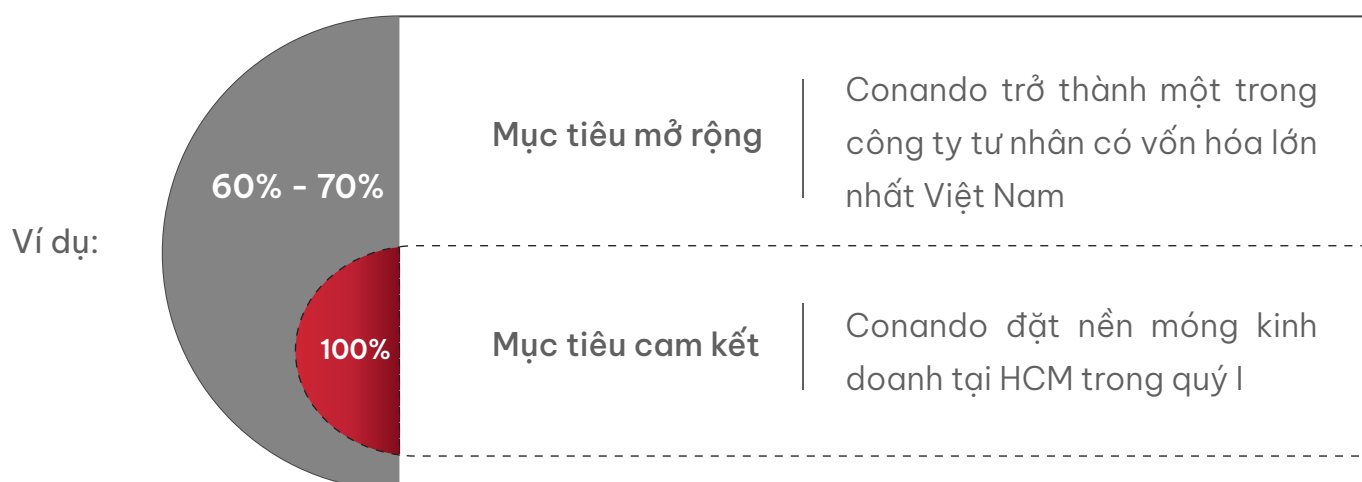 Ví dụ:
60% - 70%
Mục tiêu mở rộng
Conando trở thành một trong
công ty tư nhân có vốn hóa lớn
nhất Việt Nam
100%
Mục tiêu cam kết
Conando đặt nền móng kinh
doanh tại HCM trong quý I